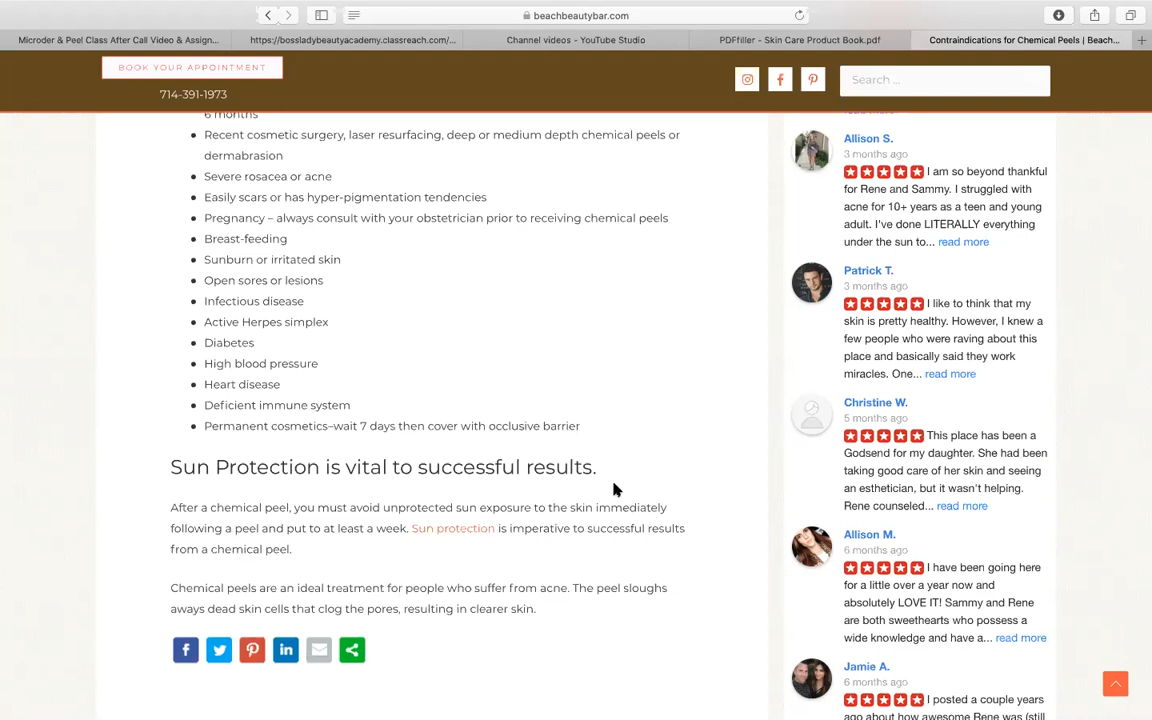 beachbeautybar.com
Microder & Peel Class After Call Video & Assign...
https://bossladybeautyacademy.classreach.com/...
Channel videos - YouTube Studio
PDFfiller - Skin Care Product Book.pdf
Contraindications for Chemical Peels | Beach...
BOOK YOUR APPOINTMENT
714-391-1973
Search ...
6 months
Recent cosmetic surgery, laser resurfacing, deep or medium depth chemical peels or
dermabrasion
Severe rosacea or acne
Easily scars or has hyper-pigmentation tendencies
Pregnancy – always consult with your obstetrician prior to receiving chemical peels
Breast-feeding
Sunburn or irritated skin
Open sores or lesions
Infectious disease
Active Herpes simplex
Diabetes
High blood pressure
Heart disease
Deficient immune system
Permanent cosmetics–wait 7 days then cover with occlusive barrier
Sun Protection is vital to successful results.
After a chemical peel, you must avoid unprotected sun exposure to the skin immediately
following a peel and put to at least a week. Sun protection is imperative to successful results
from a chemical peel.
Chemical peels are an ideal treatment for people who suffer from acne. The peel sloughs
aways dead skin cells that clog the pores, resulting in clearer skin.
Allison S.
3 months ago
I am so beyond thankful
for Rene and Sammy. I struggled with
acne for 10+ years as a teen and young
adult. I've done LITERALLY everything
under the sun to... read more
Patrick T.
3 months ago
I like to think that my
skin is pretty healthy. However, I knew a
few people who were raving about this
place and basically said they work
miracles. One... read more
Christine W.
5 months ago
This place has been a
Godsend for my daughter. She had been
taking good care of her skin and seeing
an esthetician, but it wasn't helping.
Rene counseled... read more
Allison M.
6 months ago
I have been going here
for a little over a year now and
absolutely LOVE IT! Sammy and Rene
are both sweethearts who possess a
wide knowledge and have a... read more
Jamie A.
6 months ago
I posted a couple years
ago about how awesome Rene was (still